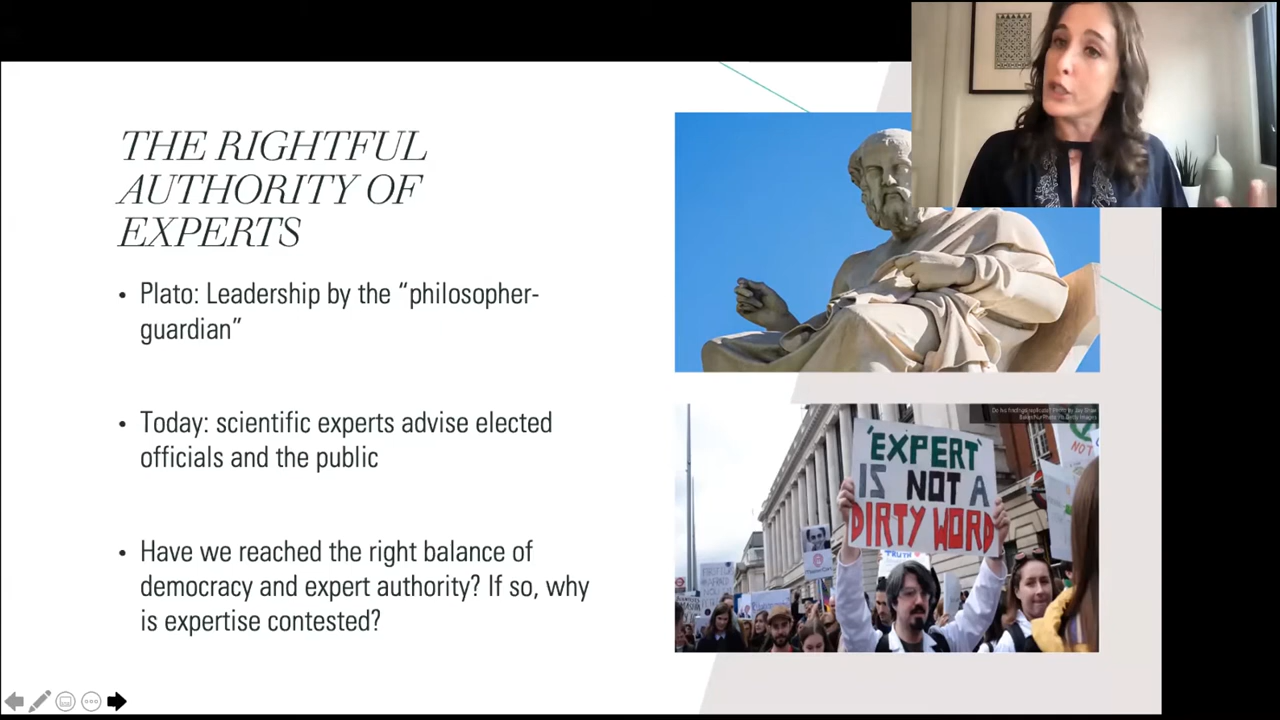 THE RIGHTFUL
AUTHORITY OF
EXPERTS
• Plato: Leadership by the “philosopher-
guardian”
• Today: scientific experts advise elected
officials and the public
• Have we reached the right balance of
democracy and expert authority? If so, why
is expertise contested?
'EXPERT'
IS NOT A
DIRTY WORD
TRUTH
NOT